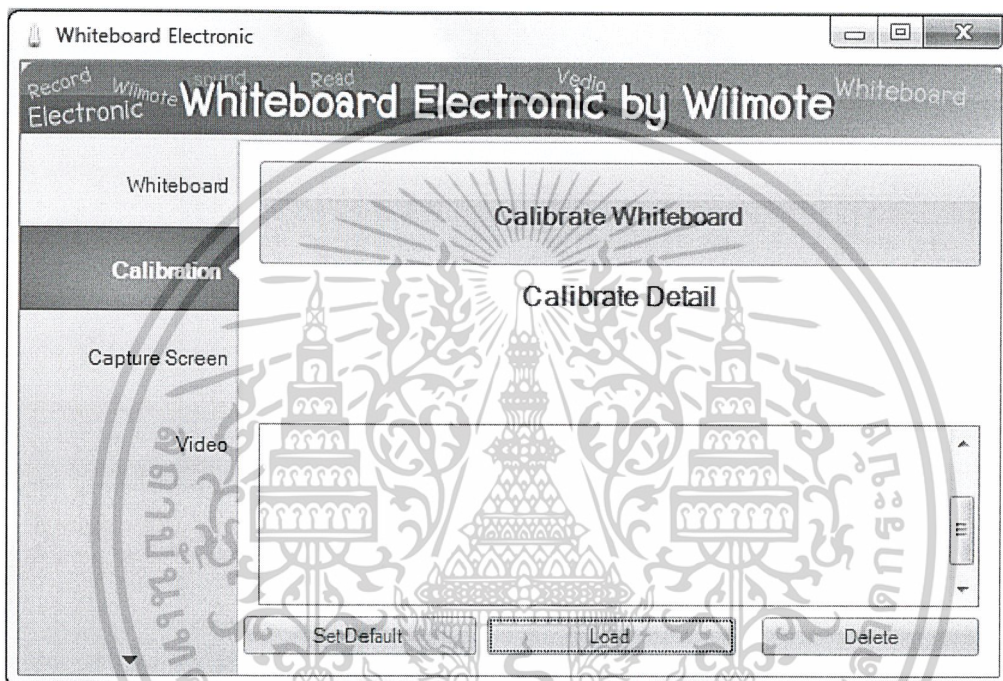 Whiteboard Electronic
Record Wiimote sound Read Vedio Whiteboard
Electronic
Whiteboard Electronic by Wiimote
Whiteboard
Calibration
Capture Screen
Video
Calibrate Whiteboard
Calibrate Detail
Set Default
Load
Delete